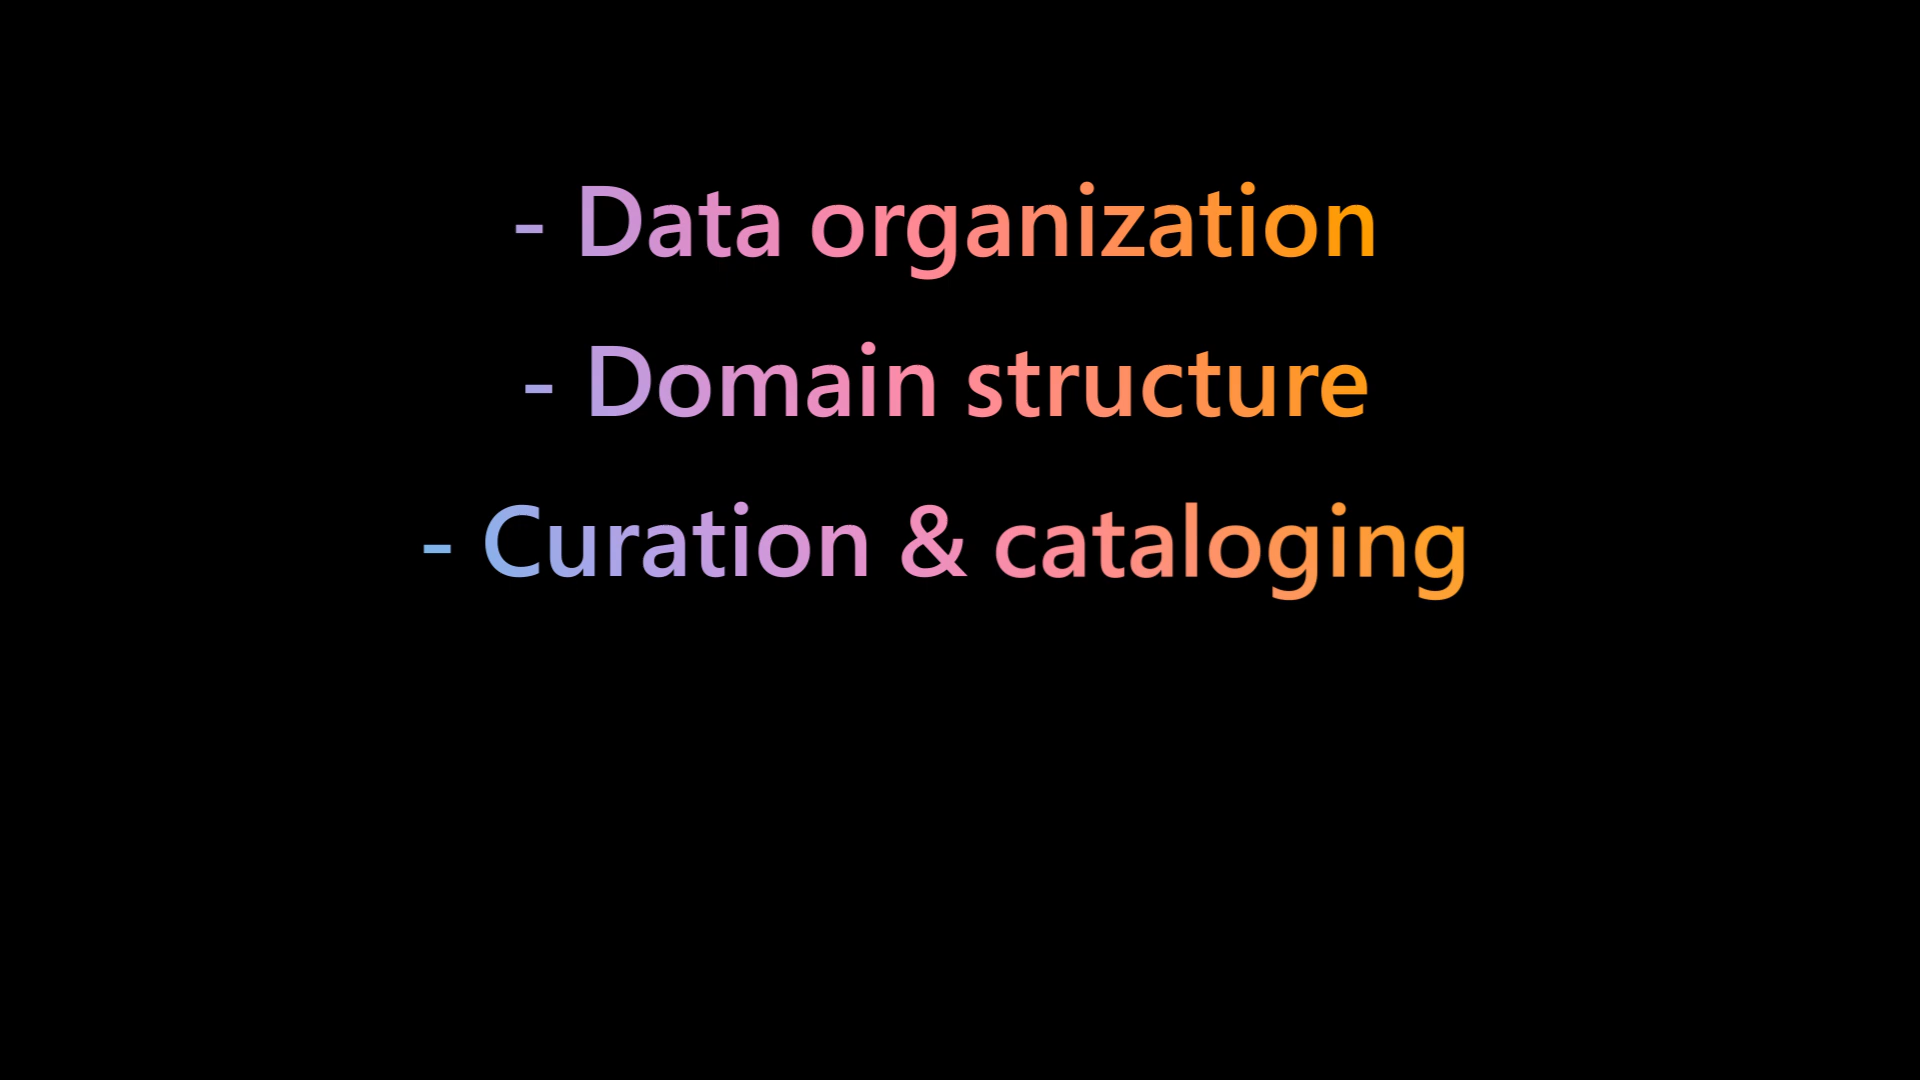 - Data organization
- Domain structure
- Curation & cataloging